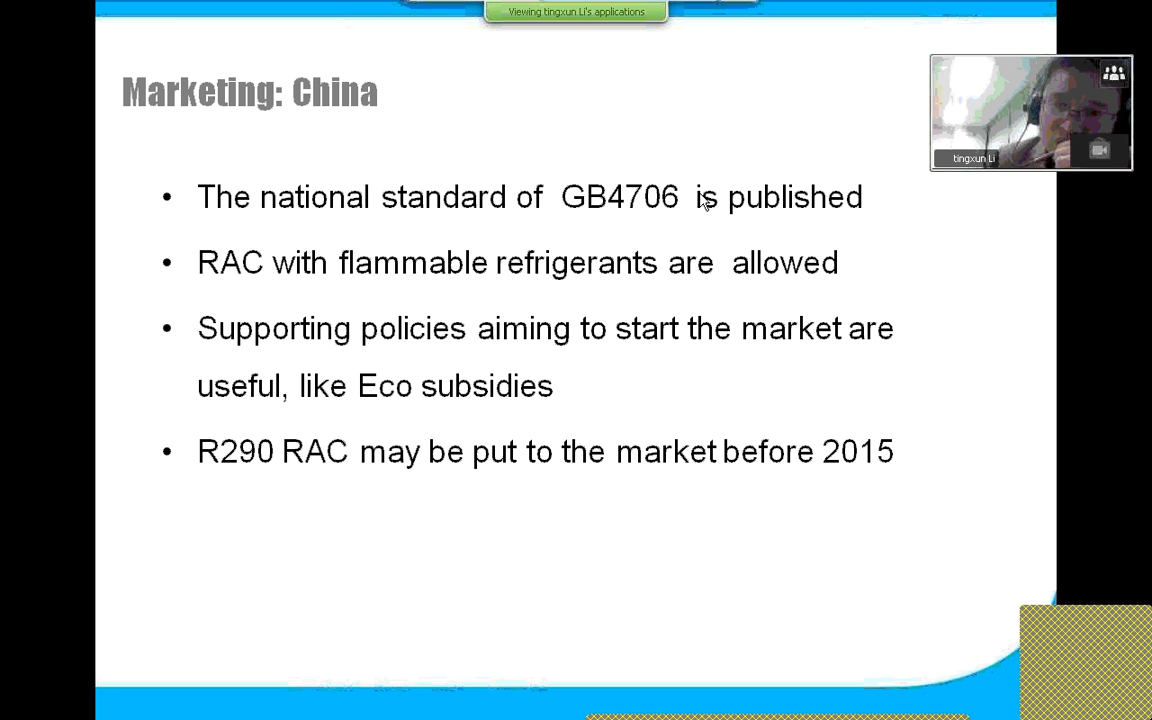 Viewing tingxun Li's applications
Marketing: China
tingxun Li
• The national standard of GB4706 is published
• RAC with flammable refrigerants are allowed
• Supporting policies aiming to start the market are
useful, like Eco subsidies
• R290 RAC may be put to the market before 2015